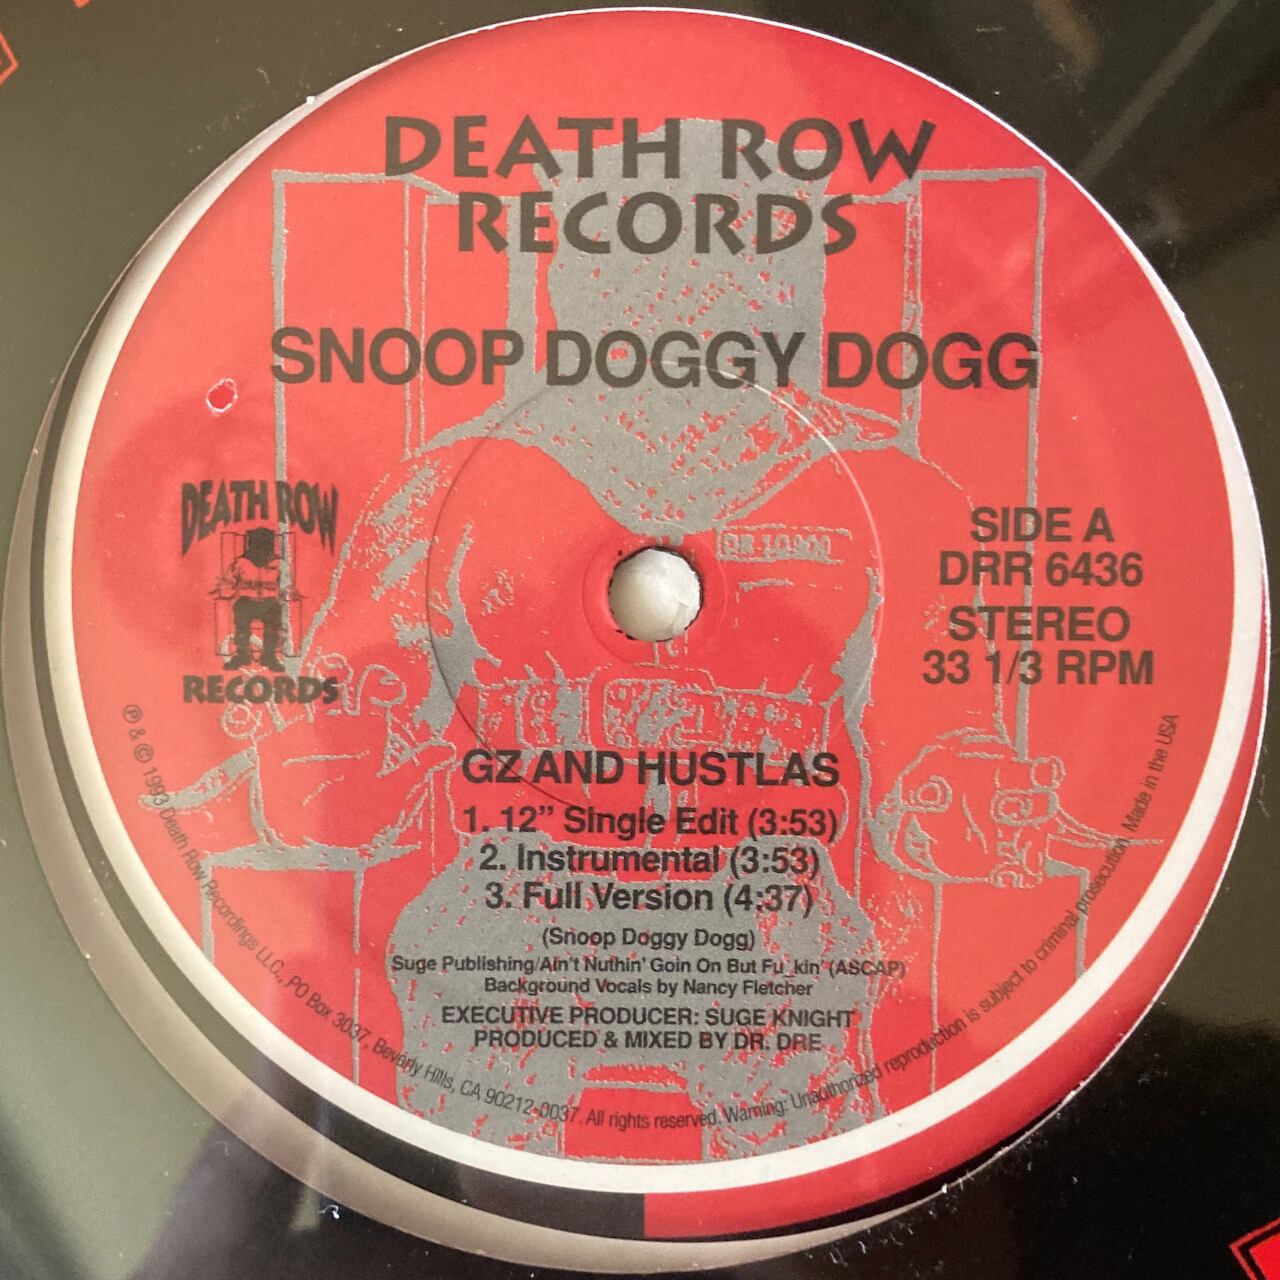 DEATH ROW
RECORDS
SNOOP DOGGY DOGG
DEATH ROW
RECORDS
SIDE A
DRR 6436
STEREO
33 1/3 RPM
GZ AND HUSTLAS
1. 12” Single Edit (3:53)
2. Instrumental (3:53)
3. Full Version (4:37)
(Snoop Doggy Dogg)
Suge Publishing/Ain't Nuthin' Goin On But Fu_kin' (ASCAP)
Background Vocals by Nancy Fletcher
EXECUTIVE PRODUCER: SUGE KNIGHT
PRODUCED & MIXED BY DR. DRE
℗ & © 1993 Death Row Recordings LLC., PO Box 3037, Beverly Hills, CA 90212-0037. All rights reserved. Warning: Unauthorized reproduction is subject to criminal prosecution. Made in the USA